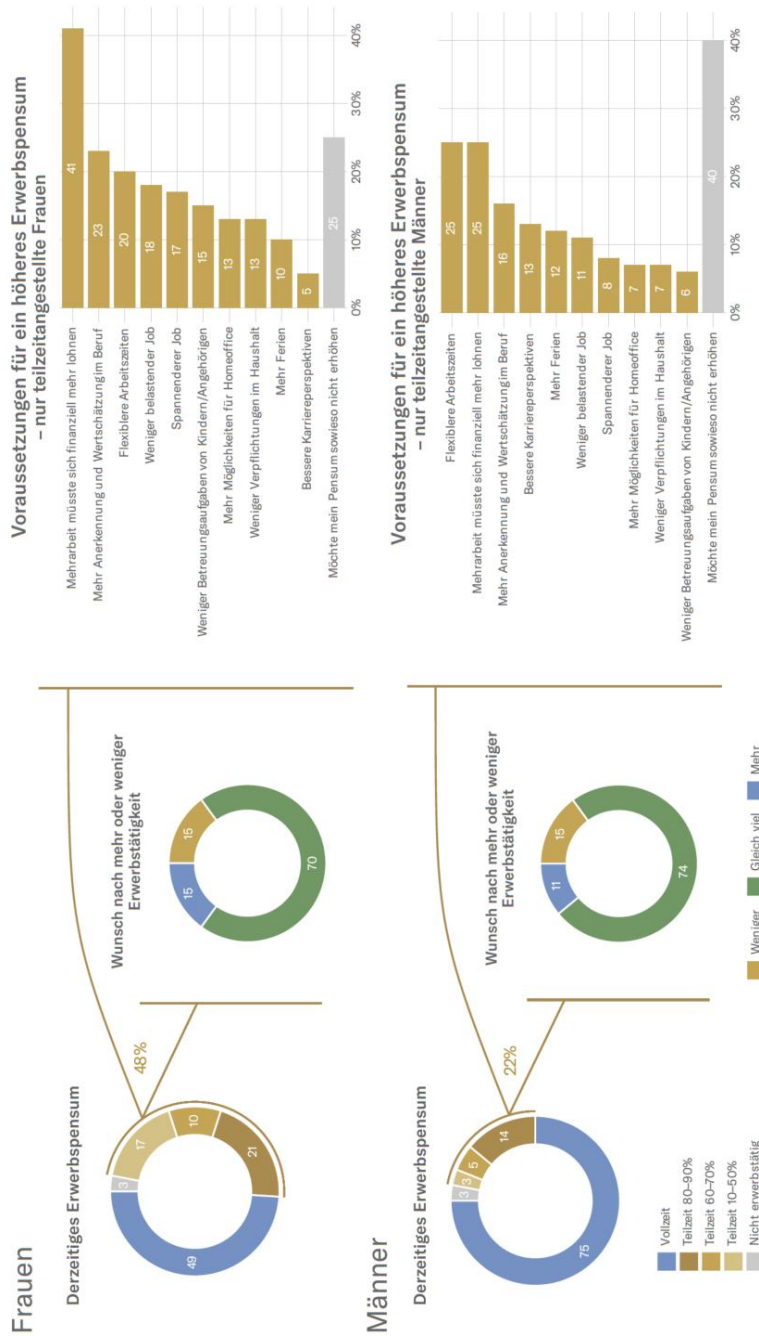 Frauen
Derzeitiges Erwerbspensum
3
17
10
21
49
48%
Wunsch nach mehr oder weniger
Erwerbstätigkeit
15
15
70
Voraussetzungen für ein höheres Erwerbspensum
– nur teilzeitangestellte Frauen
Mehrarbeit müsste sich finanziell mehr lohnen 41
Mehr Anerkennung und Wertschätzung im Beruf 23
Flexiblere Arbeitszeiten 20
Weniger belastender Job 18
Spannenderer Job 17
Weniger Betreuungsaufgaben von Kindern/Angehörigen 15
Mehr Möglichkeiten für Homeoffice 13
Weniger Verpflichtungen im Haushalt 13
Mehr Ferien 10
Bessere Karriereperspektiven 5
Möchte mein Pensum sowieso nicht erhöhen 25
0% 10% 20% 30% 40%
Männer
Derzeitiges Erwerbspensum
3
3
5
14
75
22%
Vollzeit
Teilzeit 80–90%
Teilzeit 60–70%
Teilzeit 10–50%
Nicht erwerbstätig
Wunsch nach mehr oder weniger
Erwerbstätigkeit
11
15
74
Weniger Gleich viel Mehr
Voraussetzungen für ein höheres Erwerbspensum
– nur teilzeitangestellte Männer
Flexiblere Arbeitszeiten 25
Mehrarbeit müsste sich finanziell mehr lohnen 25
Mehr Anerkennung und Wertschätzung im Beruf 16
Bessere Karriereperspektiven 13
Mehr Ferien 12
Weniger belastender Job 11
Spannenderer Job 8
Mehr Möglichkeiten für Homeoffice 7
Weniger Verpflichtungen im Haushalt 7
Weniger Betreuungsaufgaben von Kindern/Angehörigen 6
Möchte mein Pensum sowieso nicht erhöhen 40
0% 10% 20% 30% 40%